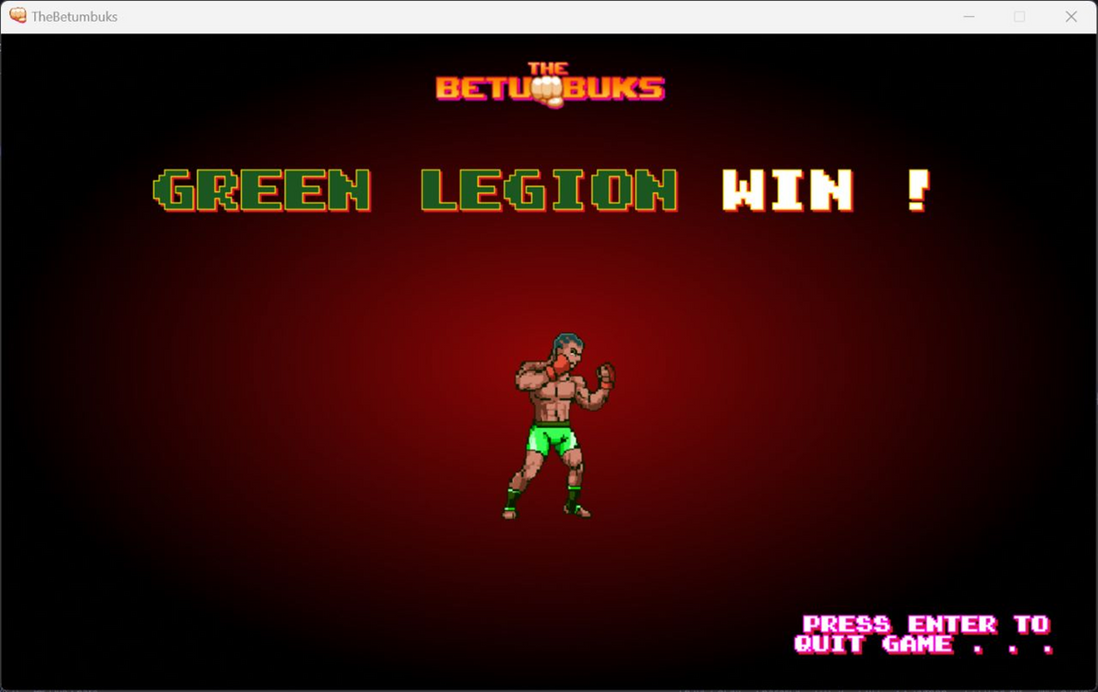 TheBetumbuks
THE
BETUMBUKS
GREEN LEGION WIN !
PRESS ENTER TO
QUIT GAME . . .